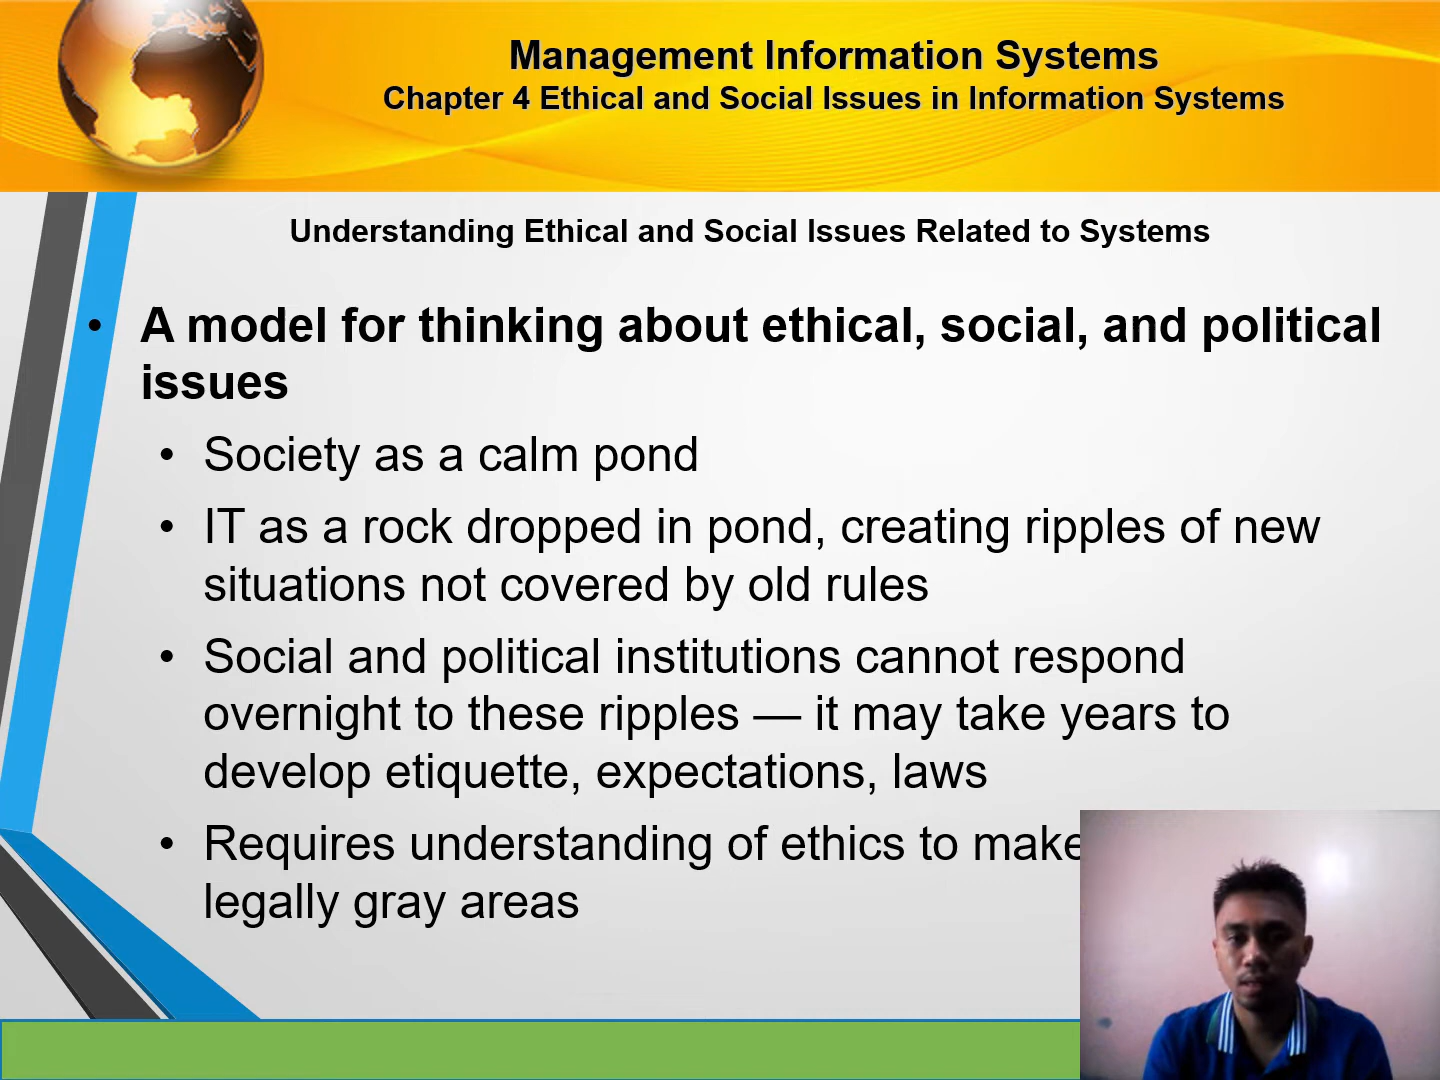 Management Information Systems
Chapter 4 Ethical and Social Issues in Information Systems
Understanding Ethical and Social Issues Related to Systems
• A model for thinking about ethical, social, and political
issues
• Society as a calm pond
• IT as a rock dropped in pond, creating ripples of new
situations not covered by old rules
• Social and political institutions cannot respond
overnight to these ripples — it may take years to
develop etiquette, expectations, laws
• Requires understanding of ethics to make
legally gray areas